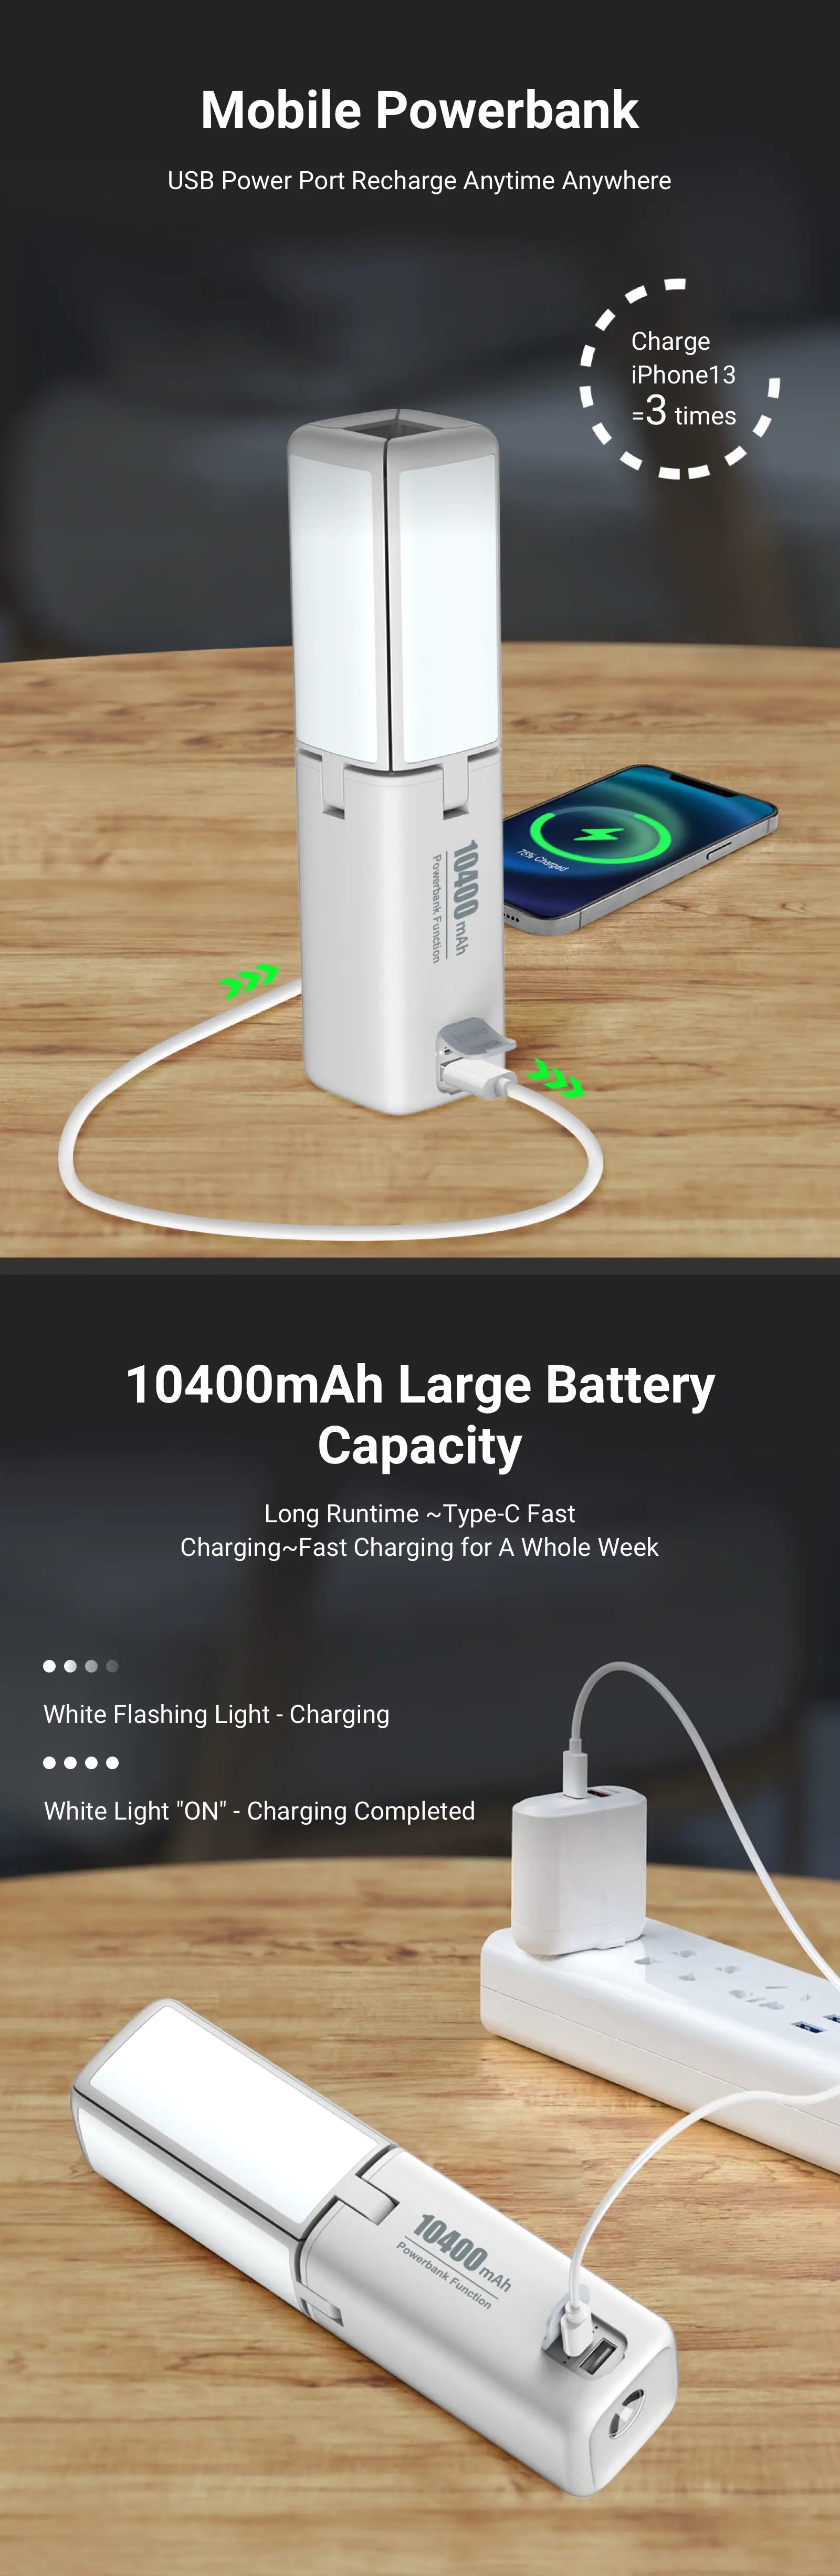 Mobile Powerbank
USB Power Port Recharge Anytime Anywhere
Charge
iPhone13
=3 times
75% Charged
10400 mAh
Powerbank Function
10400mAh Large Battery
Capacity
Long Runtime ~Type-C Fast
Charging~Fast Charging for A Whole Week
White Flashing Light - Charging
White Light "ON" - Charging Completed
10400 mAh
Powerbank Function